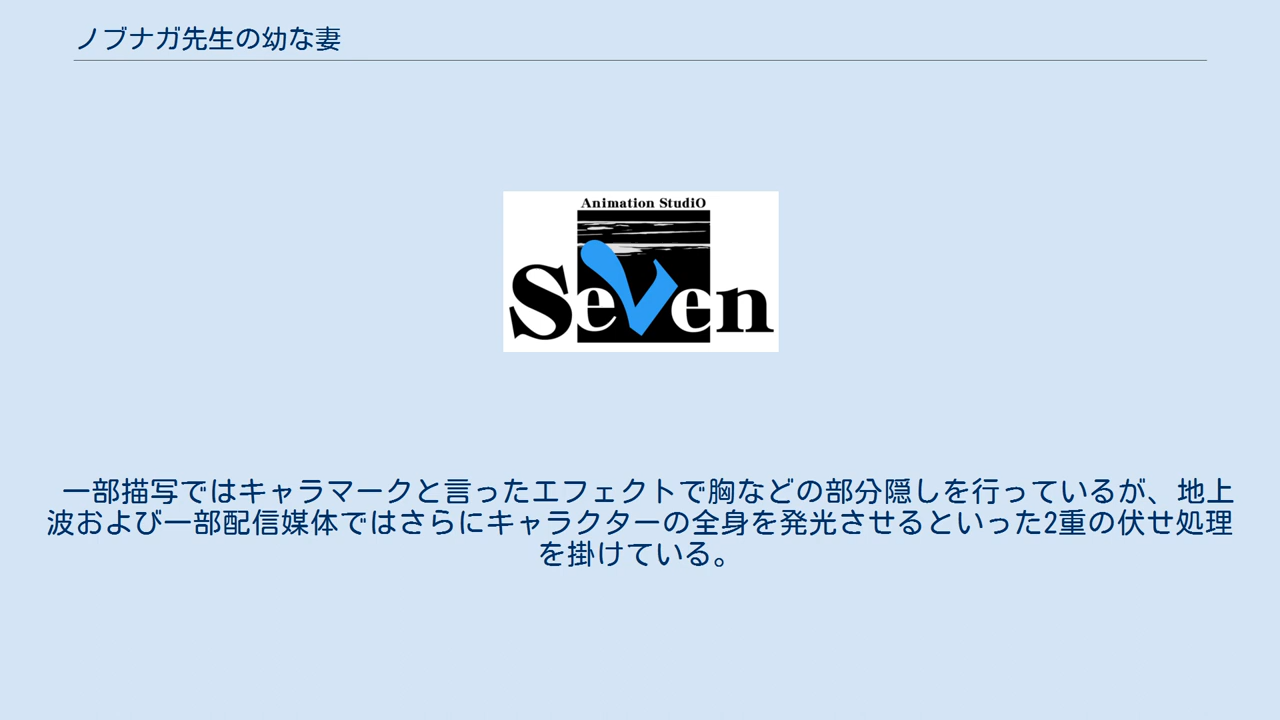 ノブナガ先生の幼な妻
Animation StudiO
Seven
一部描写ではキャラマークと言ったエフェクトで胸などの部分隠しを行っているが、地上
波および一部配信媒体ではさらにキャラクターの全身を発光させるといった2重の伏せ処理
を掛けている。